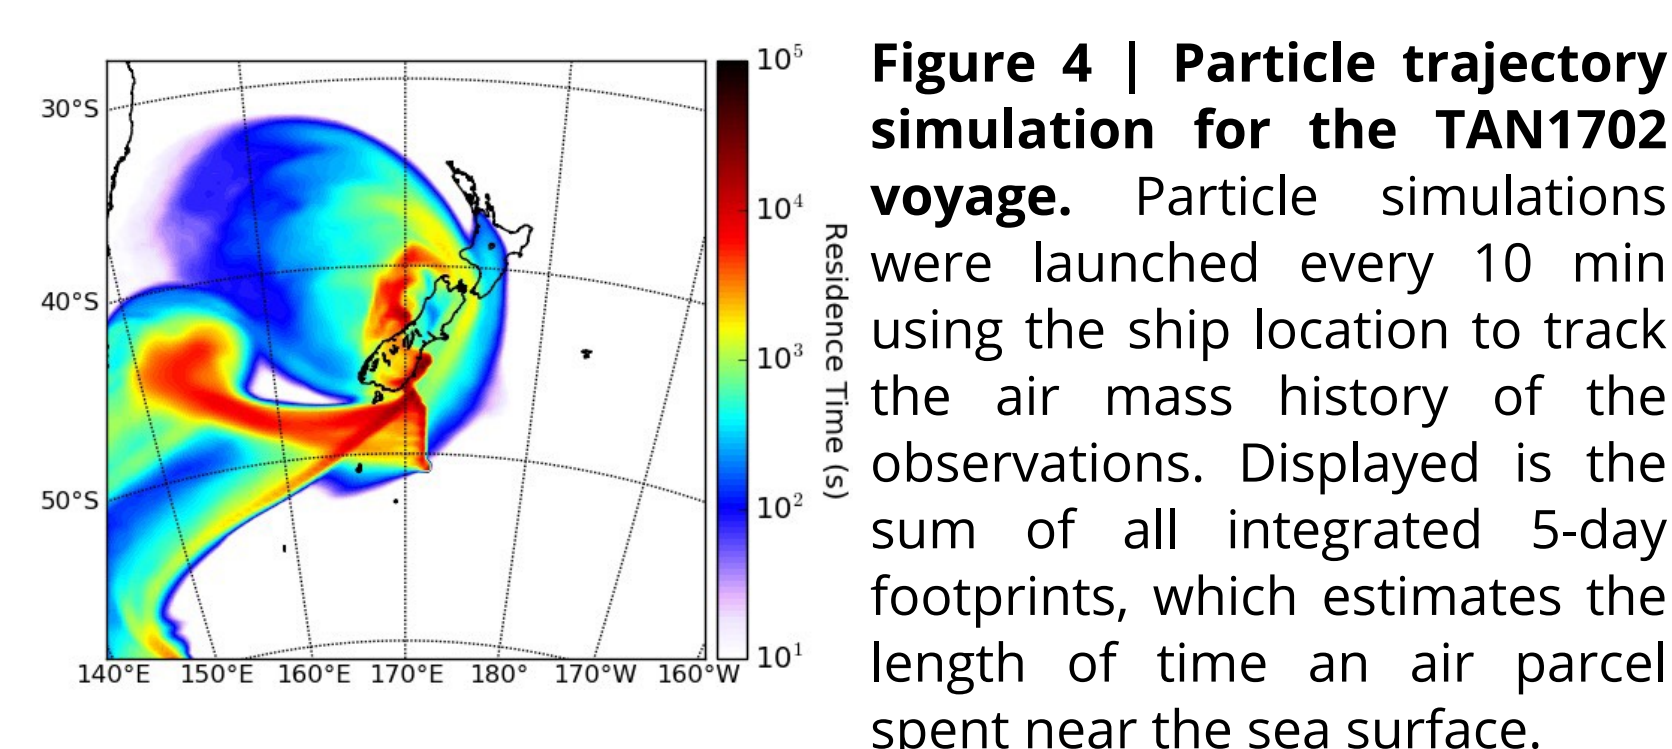 30°S
40°S
50°S
140°E 150°E 160°E 170°E 180° 170°W 160°W
10⁵
10⁴
10³
10²
10¹
Residence Time (s)
Figure 4 | Particle trajectory
simulation for the TAN1702
voyage. Particle simulations
were launched every 10 min
using the ship location to track
the air mass history of the
observations. Displayed is the
sum of all integrated 5-day
footprints, which estimates the
length of time an air parcel
spent near the sea surface.